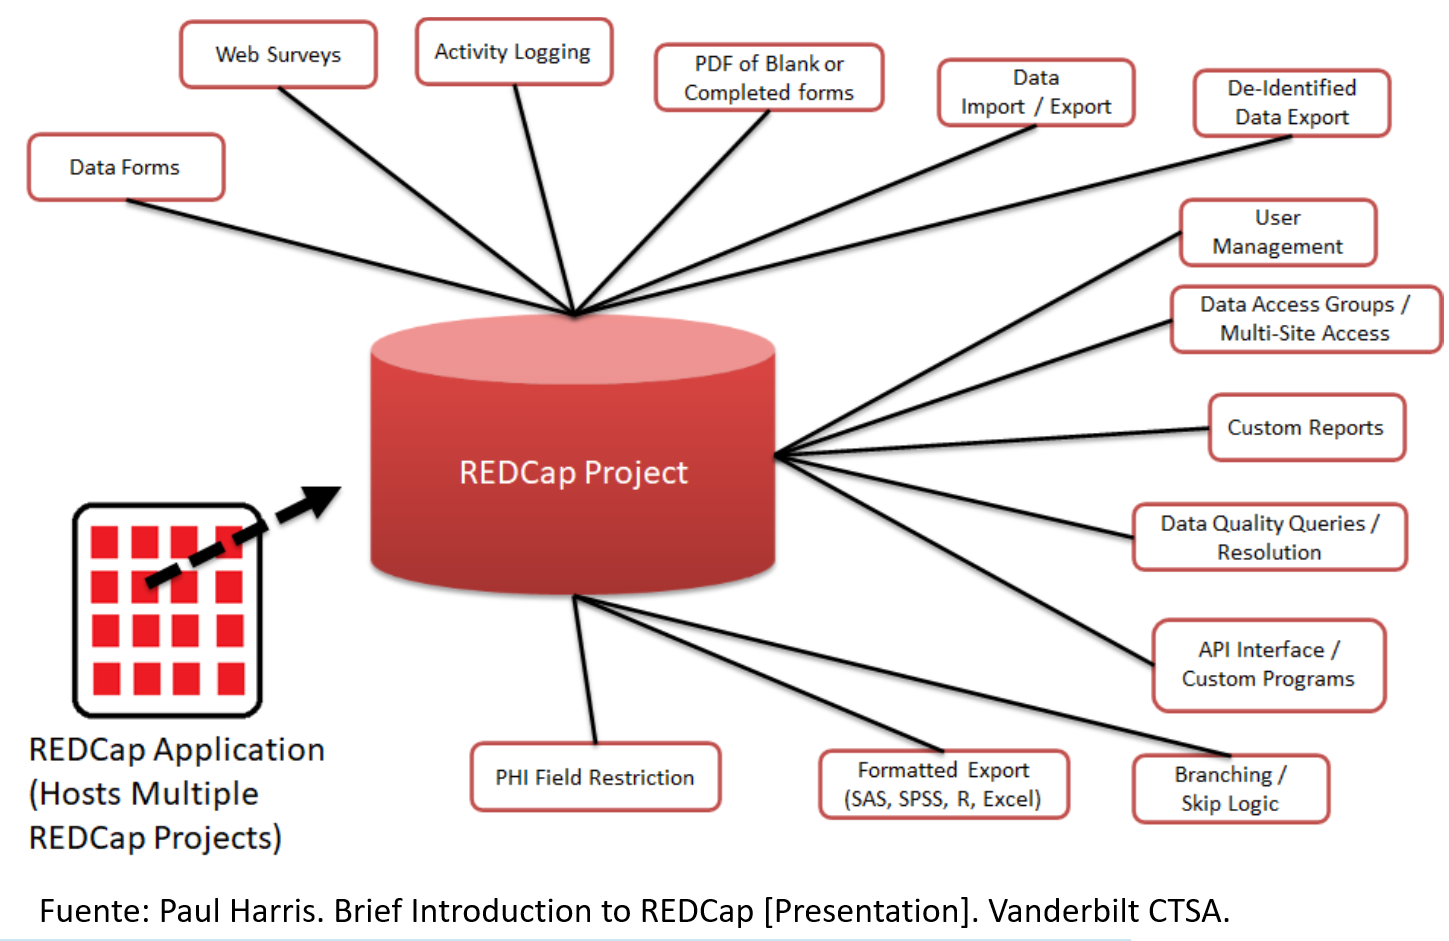 Web Surveys
Activity Logging
PDF of Blank or
Completed forms
Data
Import / Export
De-Identified
Data Export
Data Forms
User
Management
Data Access Groups /
Multi-Site Access
Custom Reports
REDCap Project
Data Quality Queries /
Resolution
API Interface /
Custom Programs
REDCap Application
(Hosts Multiple
REDCap Projects)
PHI Field Restriction
Formatted Export
(SAS, SPSS, R, Excel)
Branching /
Skip Logic
Fuente: Paul Harris. Brief Introduction to REDCap [Presentation]. Vanderbilt CTSA.